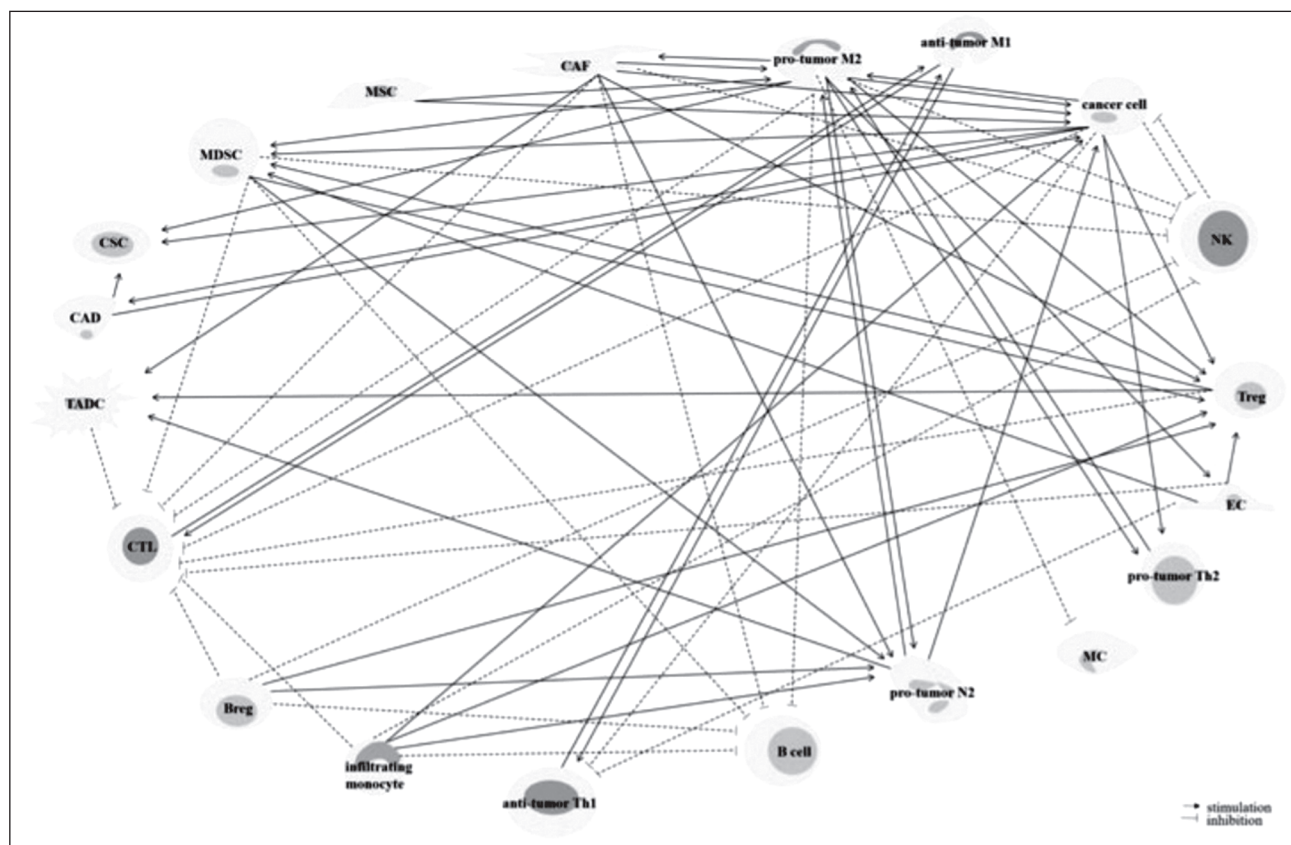 anti-tumor M1
pro-tumor M2
CAF
MSC
cancer cell
MDSC
CSC
NK
CAD
TADC
Treg
EC
CTL
pro-tumor Th2
MC
pro-tumor N2
Breg
B cell
infiltrating
monocyte
anti-tumor Th1
stimulation
inhibition